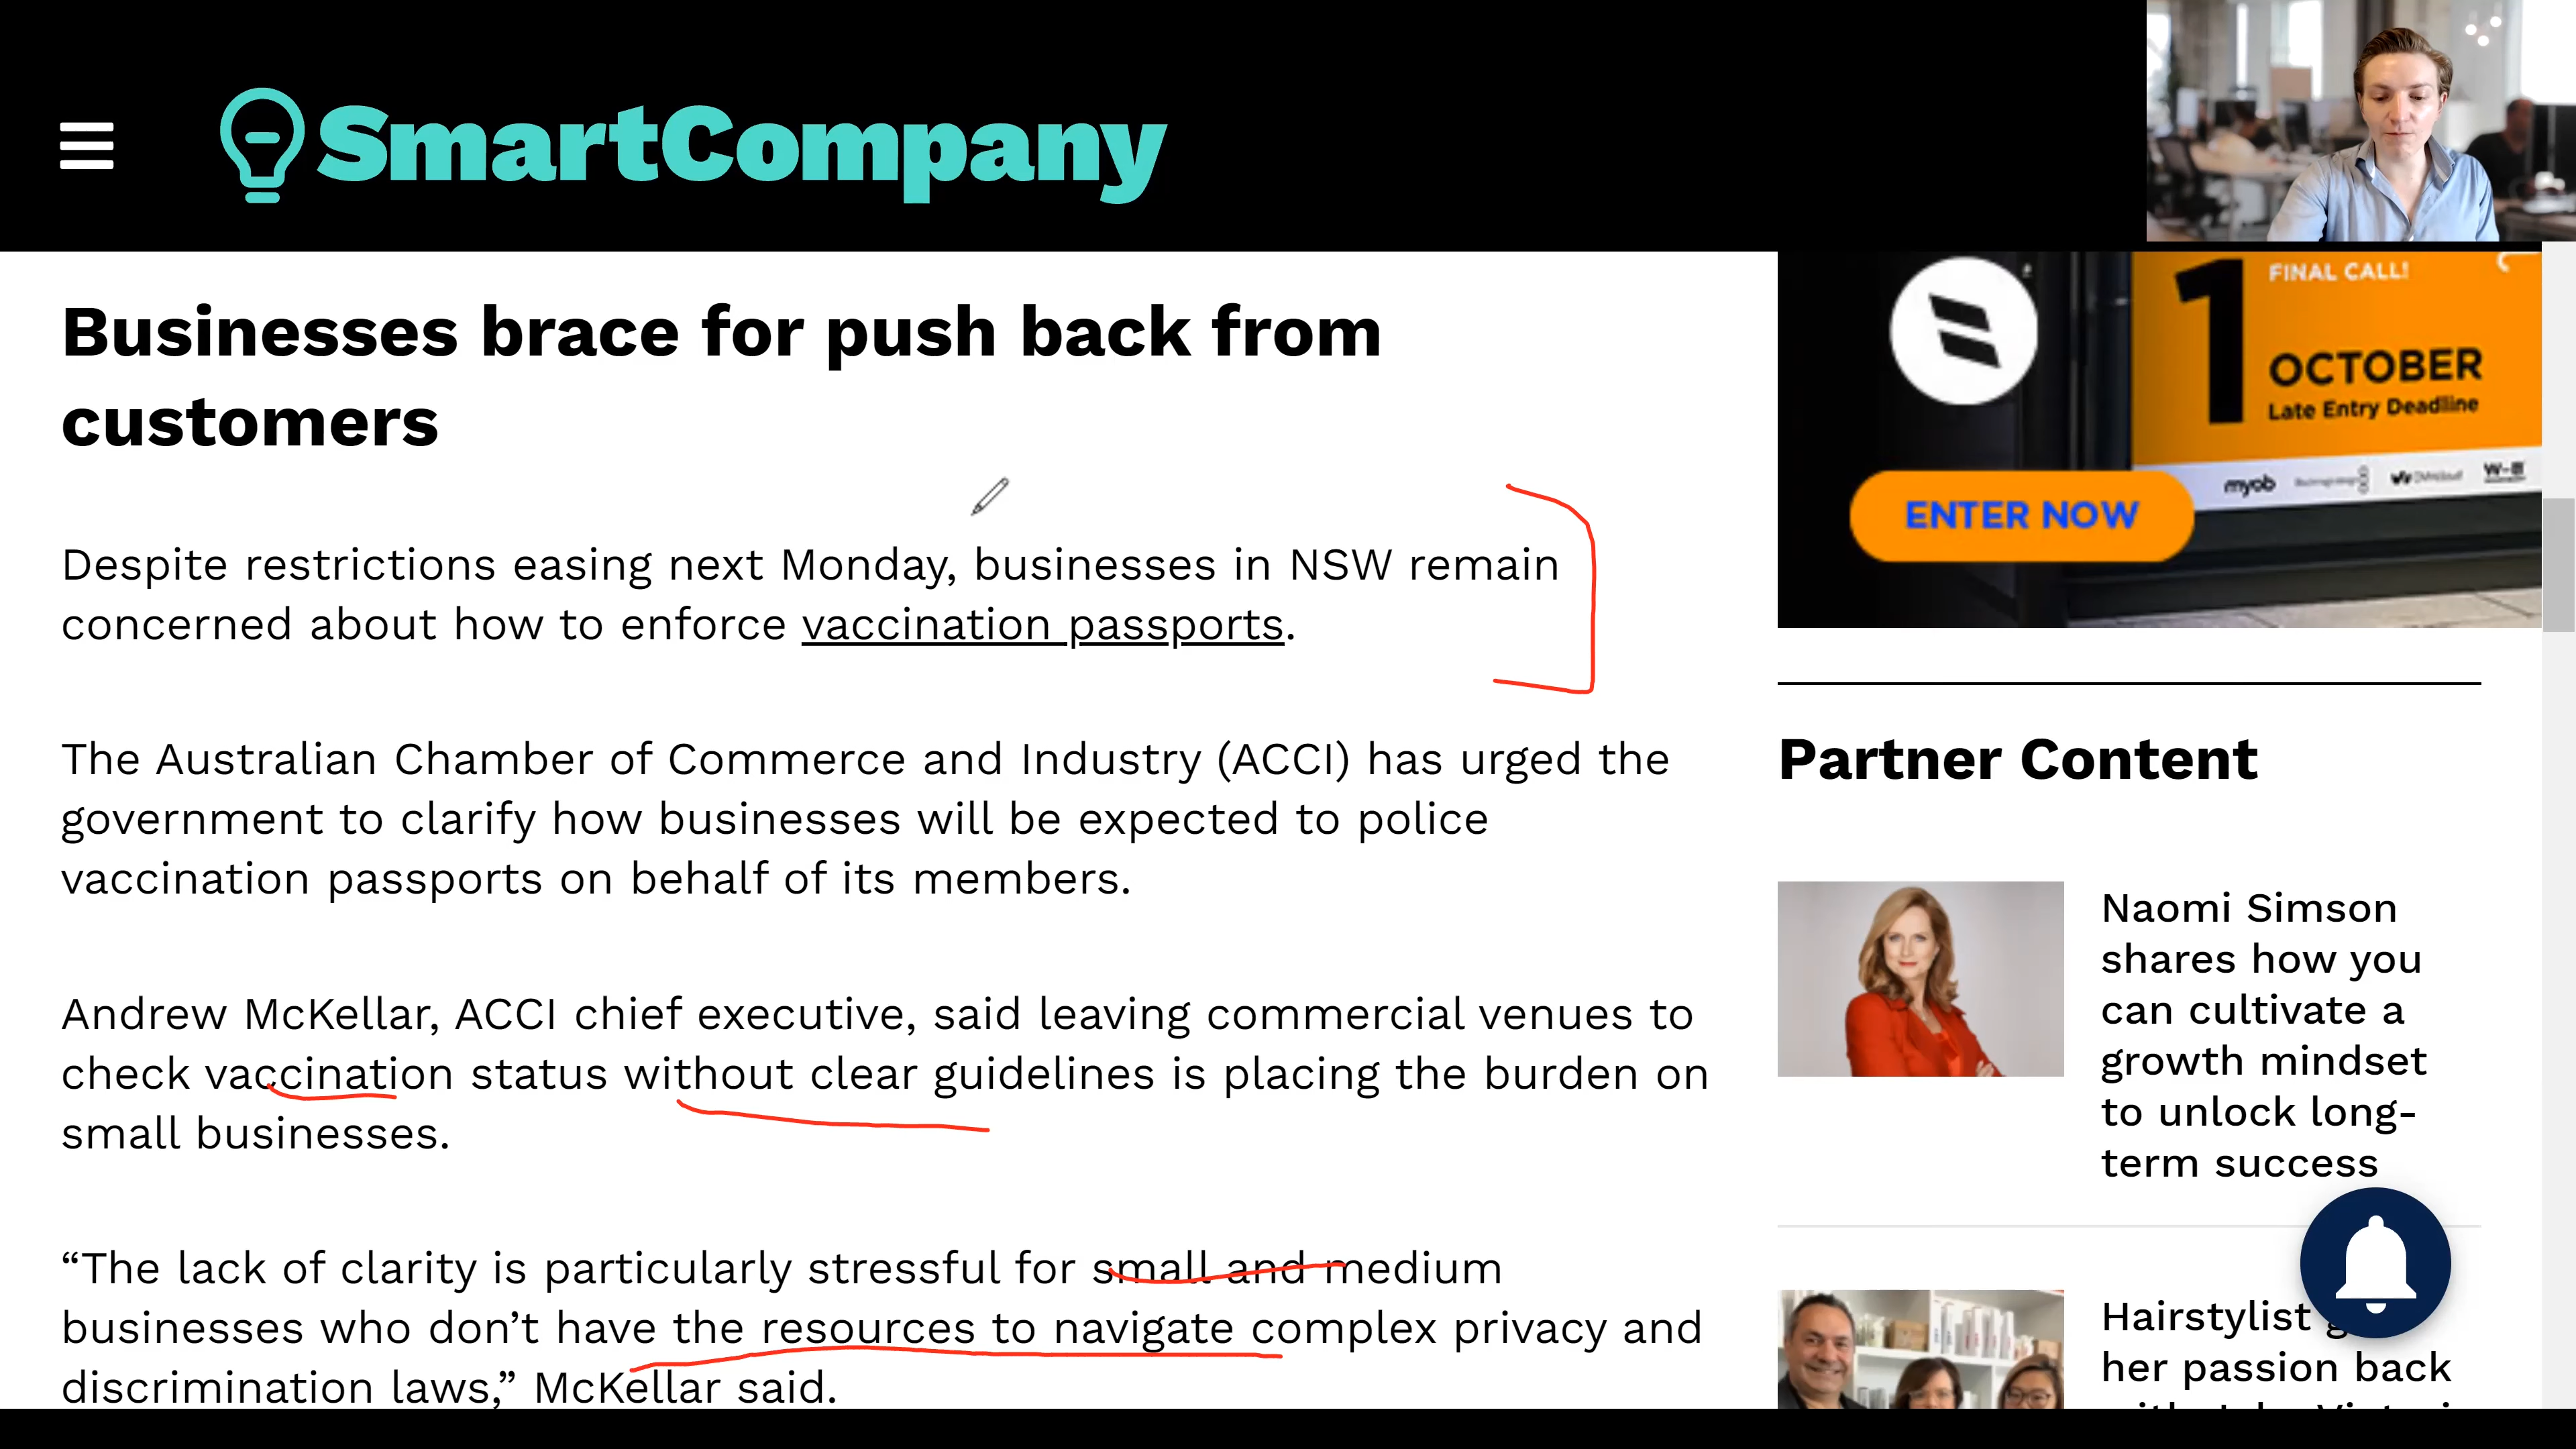 SmartCompany
Businesses brace for push back from
customers
Despite restrictions easing next Monday, businesses in NSW remain
concerned about how to enforce vaccination passports.
The Australian Chamber of Commerce and Industry (ACCI) has urged the
government to clarify how businesses will be expected to police
vaccination passports on behalf of its members.
Andrew McKellar, ACCI chief executive, said leaving commercial venues to
check vaccination status without clear guidelines is placing the burden on
small businesses.
“The lack of clarity is particularly stressful for small and medium
businesses who don’t have the resources to navigate complex privacy and
discrimination laws,” McKellar said.
FINAL CALL!
1
OCTOBER
Late Entry Deadline
myob
ENTER NOW
Partner Content
Naomi Simson
shares how you
can cultivate a
growth mindset
to unlock long-
term success
Hairstylist
her passion back